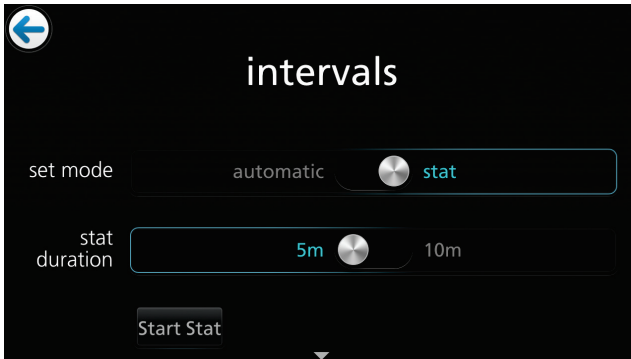 intervals
set mode
automatic
stat
stat
duration
5m
10m
Start Stat